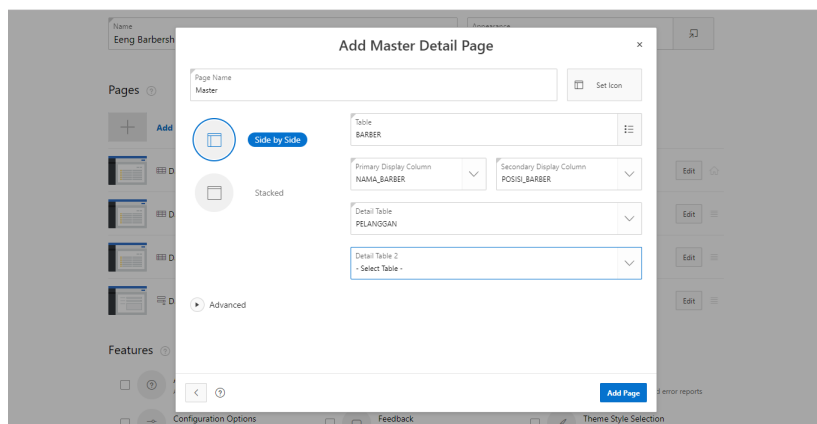 Name
Eeng Barbersh
Appearance
Add Master Detail Page
×
Pages
Page Name
Master
Set Icon
Add
Side by Side
Stacked
Table
BARBER
Primary Display Column
NAMA_BARBER
Secondary Display Column
POSISI_BARBER
Detail Table
PELANGGAN
Detail Table 2
- Select Table -
D
Edit
D
Edit
D
Edit
D
Edit
Advanced
Features
Add Page
d error reports
Configuration Options
Feedback
Theme Style Selection